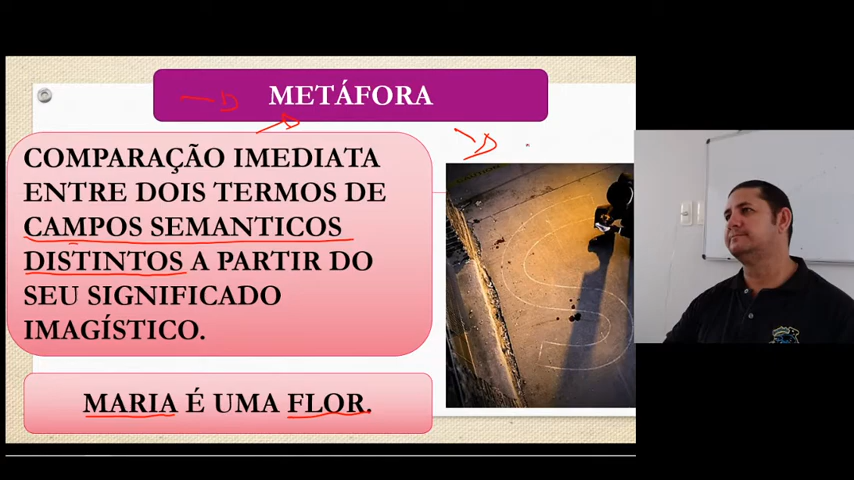 METÁFORA
COMPARAÇÃO IMEDIATA
ENTRE DOIS TERMOS DE
CAMPOS SEMANTICOS
DISTINTOS A PARTIR DO
SEU SIGNIFICADO
IMAGÍSTICO.
MARIA É UMA FLOR.